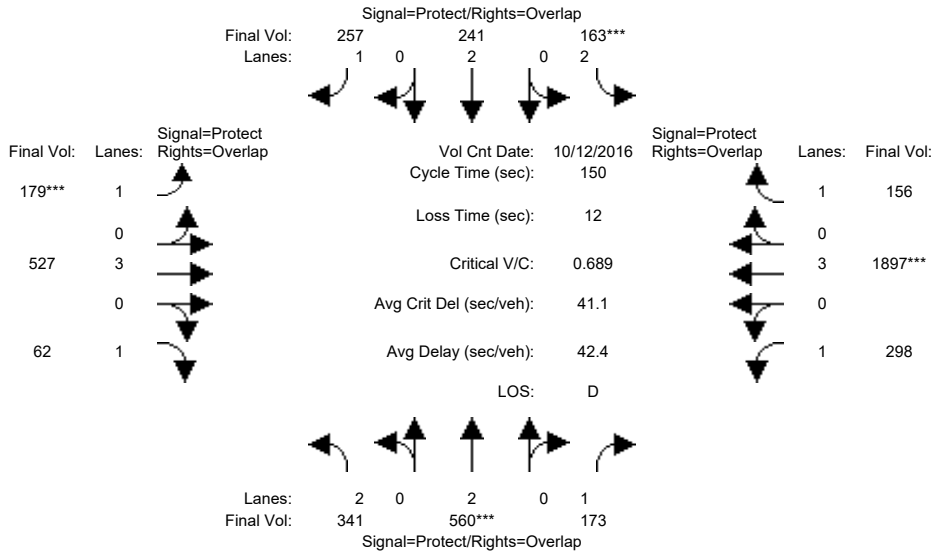 Signal=Protect/Rights=Overlap
Final Vol: 257 241 163***
Lanes: 1 0 2 0 2
Signal=Protect
Final Vol: Lanes: Rights=Overlap
Vol Cnt Date: 10/12/2016
Signal=Protect
Rights=Overlap Lanes: Final Vol:
Cycle Time (sec): 150
179*** 1 1 156
Loss Time (sec): 12
0 0
527 3 Critical V/C: 0.689 3 1897***
0 Avg Crit Del (sec/veh): 41.1 0
62 1 Avg Delay (sec/veh): 42.4 1 298
LOS: D
Lanes: 2 0 2 0 1
Final Vol: 341 560*** 173
Signal=Protect/Rights=Overlap